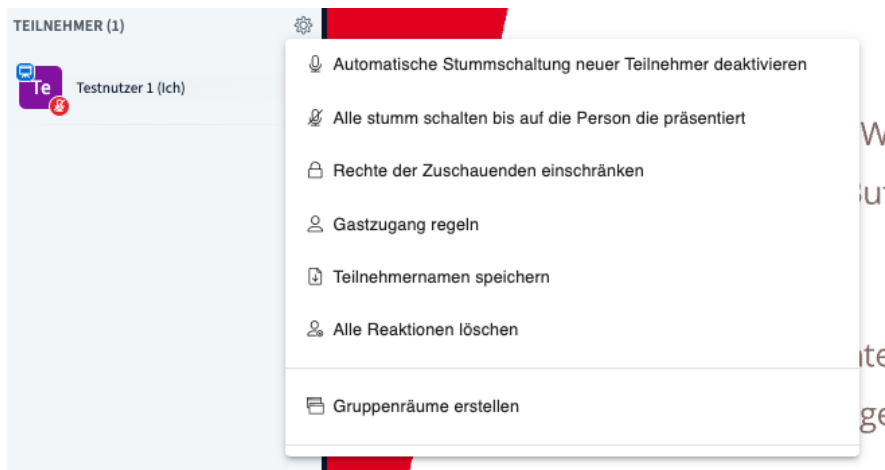 TEILNEHMER (1)
Te
Testnutzer 1 (Ich)
Automatische Stummschaltung neuer Teilnehmer deaktivieren
Alle stumm schalten bis auf die Person die präsentiert
Rechte der Zuschauenden einschränken
Gastzugang regeln
Teilnehmernamen speichern
Alle Reaktionen löschen
Gruppenräume erstellen